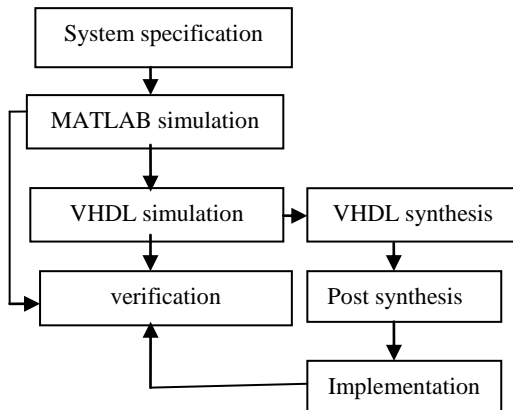 System specification
MATLAB simulation
VHDL simulation
VHDL synthesis
verification
Post synthesis
Implementation